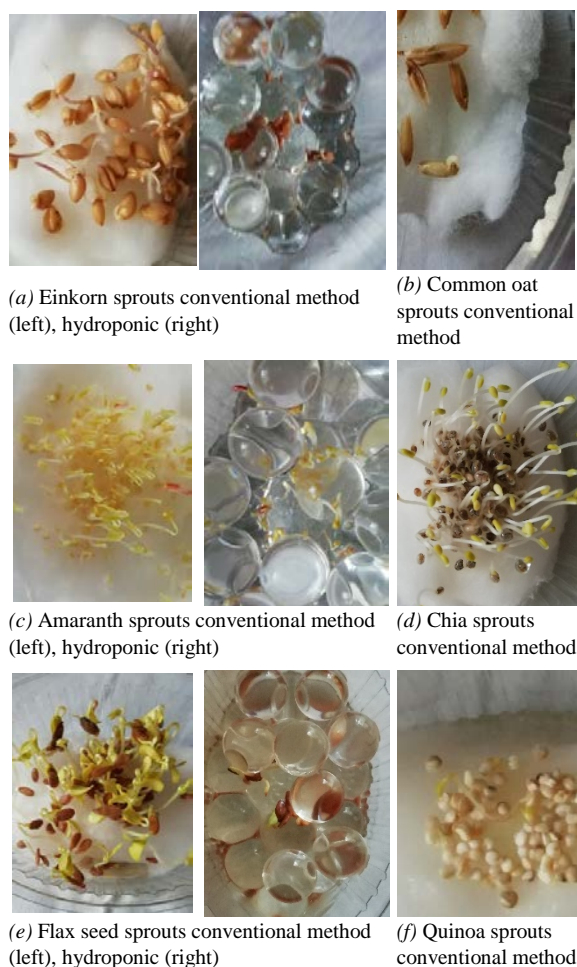 (a) Einkorn sprouts conventional method
(left), hydroponic (right)
(b) Common oat
sprouts conventional
method
(c) Amaranth sprouts conventional method
(left), hydroponic (right)
(d) Chia sprouts
conventional method
(e) Flax seed sprouts conventional method
(left), hydroponic (right)
(f) Quinoa sprouts
conventional method